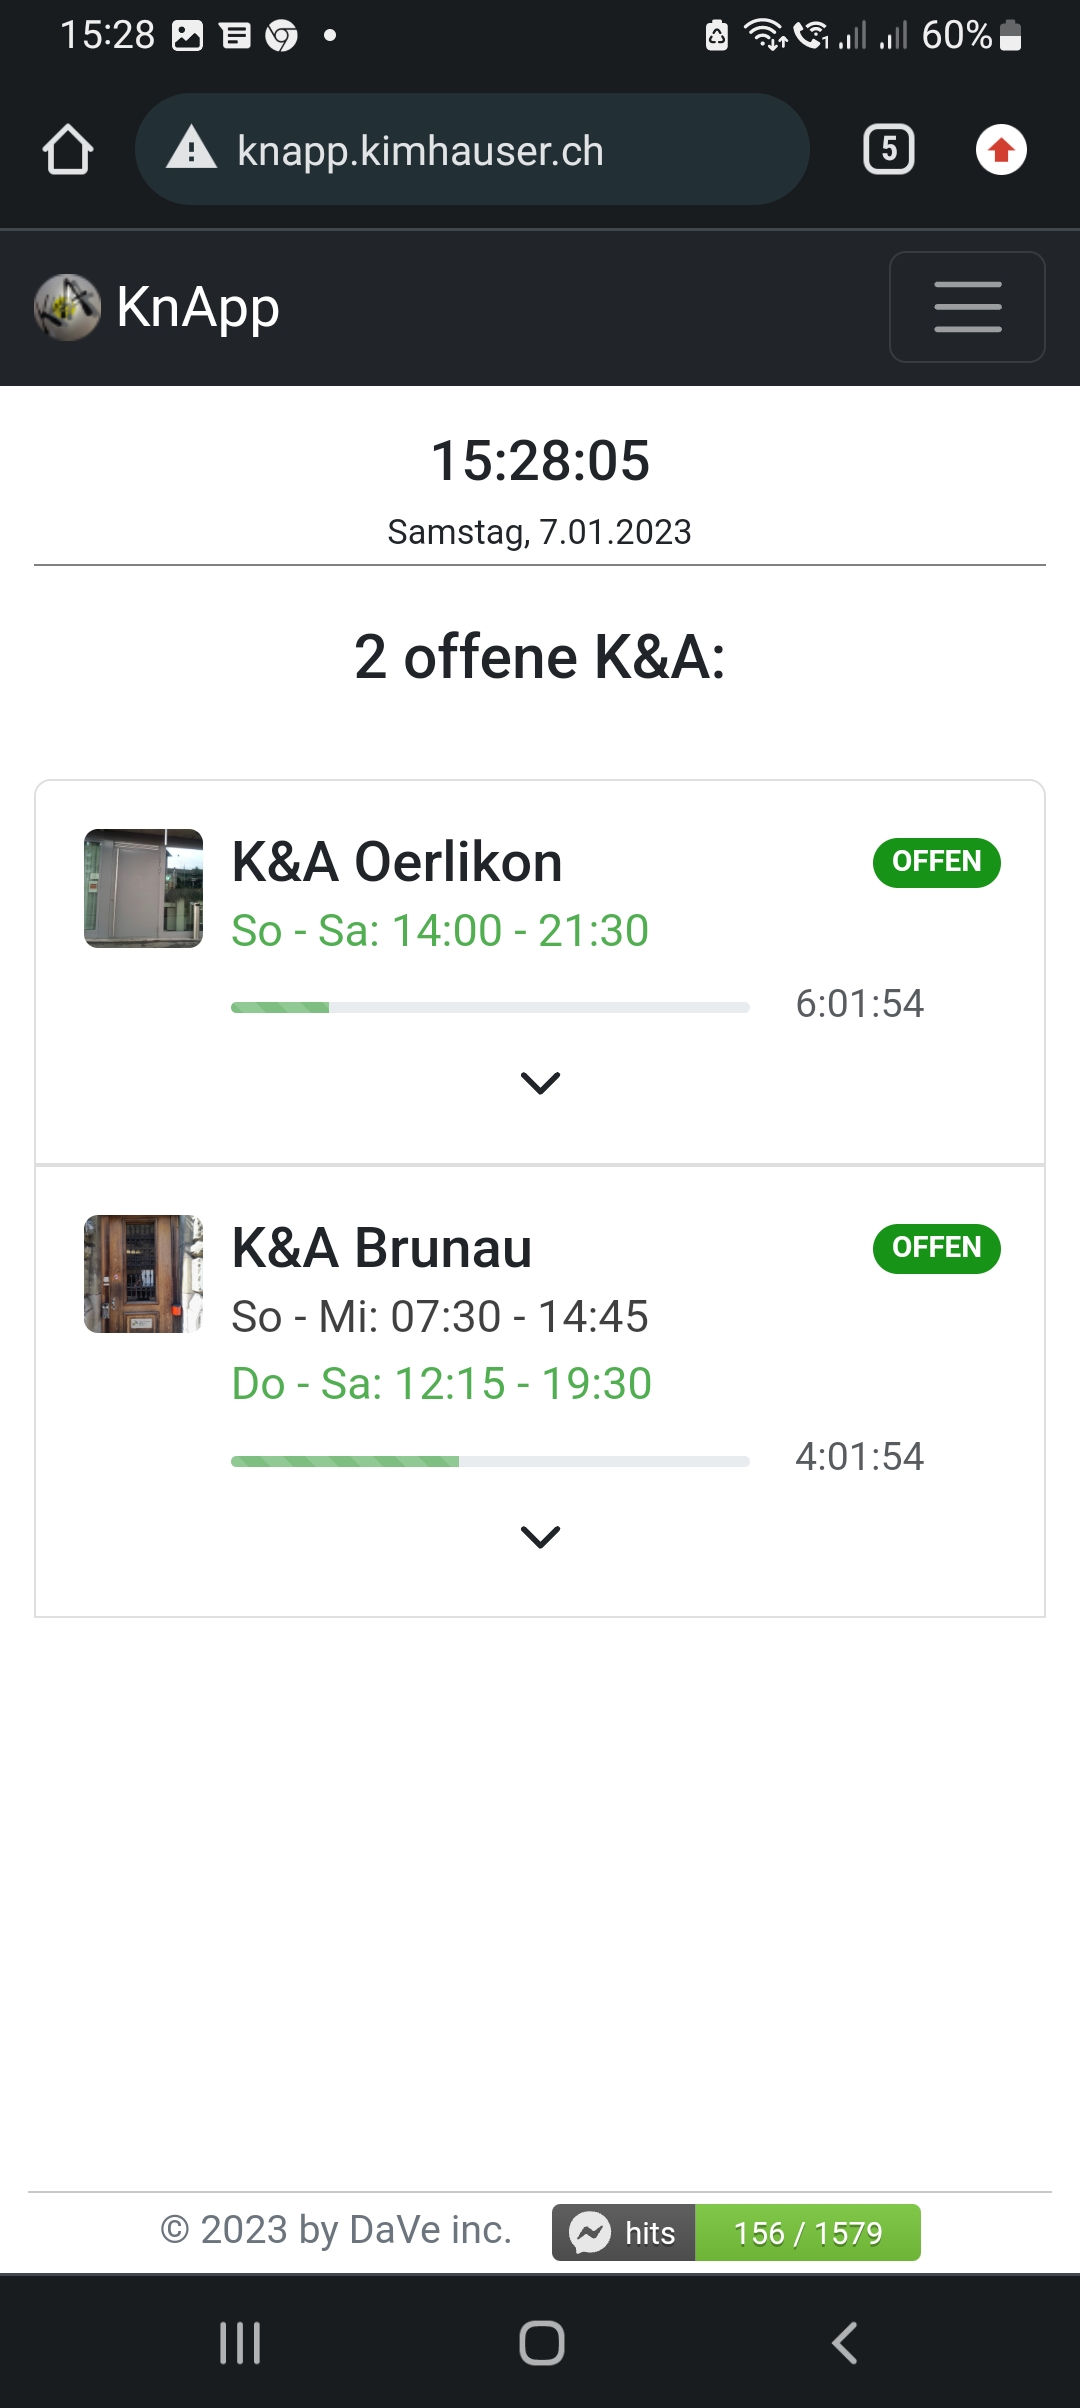 15:28
60%
knapp.kimhauser.ch
5
KnApp
15:28:05
Samstag, 7.01.2023
2 offene K&A:
K&A Oerlikon
OFFEN
So - Sa: 14:00 - 21:30
6:01:54
K&A Brunau
OFFEN
So - Mi: 07:30 - 14:45
Do - Sa: 12:15 - 19:30
4:01:54
© 2023 by DaVe inc.
hits
156 / 1579